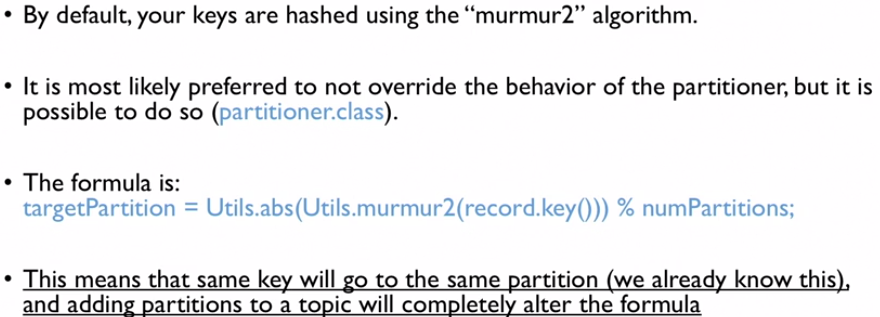 • By default, your keys are hashed using the “murmur2” algorithm.
• It is most likely preferred to not override the behavior of the partitioner, but it is
possible to do so (partitioner.class).
• The formula is:
targetPartition = Utils.abs(Utils.murmur2(record.key())) % numPartitions;
• This means that same key will go to the same partition (we already know this),
and adding partitions to a topic will completely alter the formula